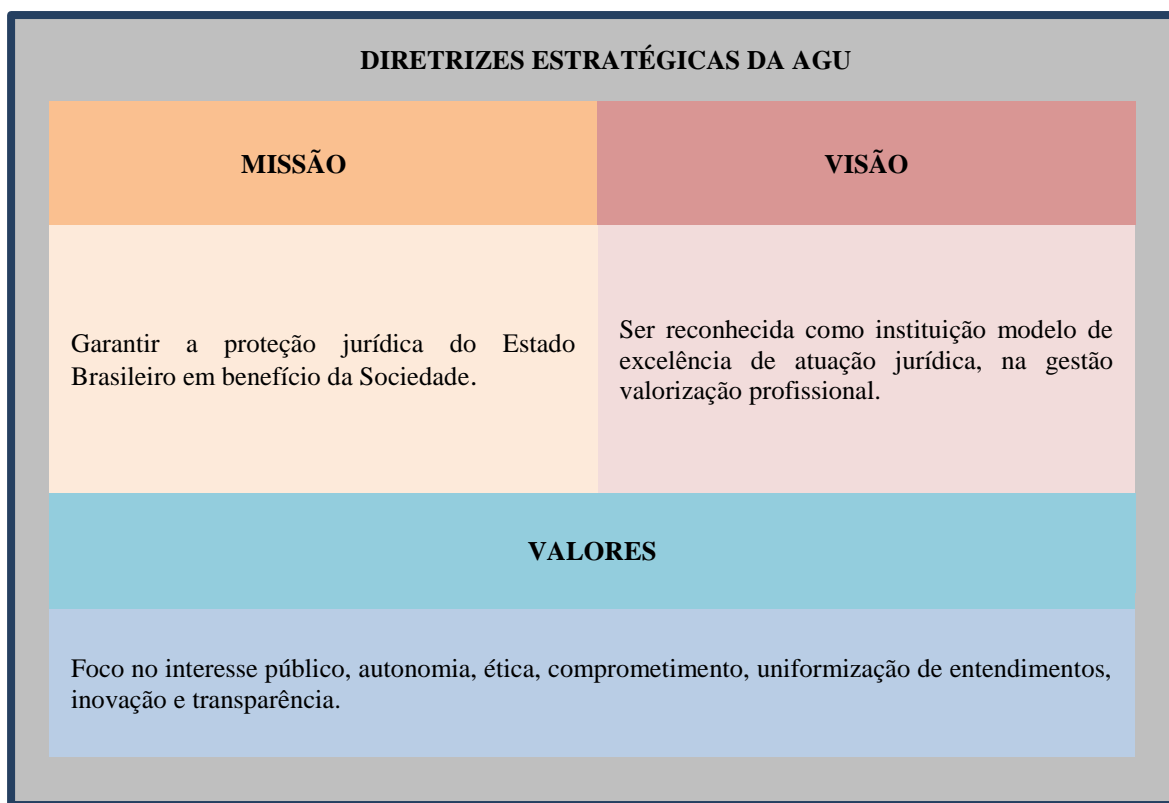 DIRETRIZES ESTRATÉGICAS DA AGU
MISSÃO
VISÃO
Garantir a proteção jurídica do Estado
Brasileiro em benefício da Sociedade.
Ser reconhecida como instituição modelo de
excelência de atuação jurídica, na gestão
valorização profissional.
VALORES
Foco no interesse público, autonomia, ética, comprometimento, uniformização de entendimentos,
inovação e transparência.